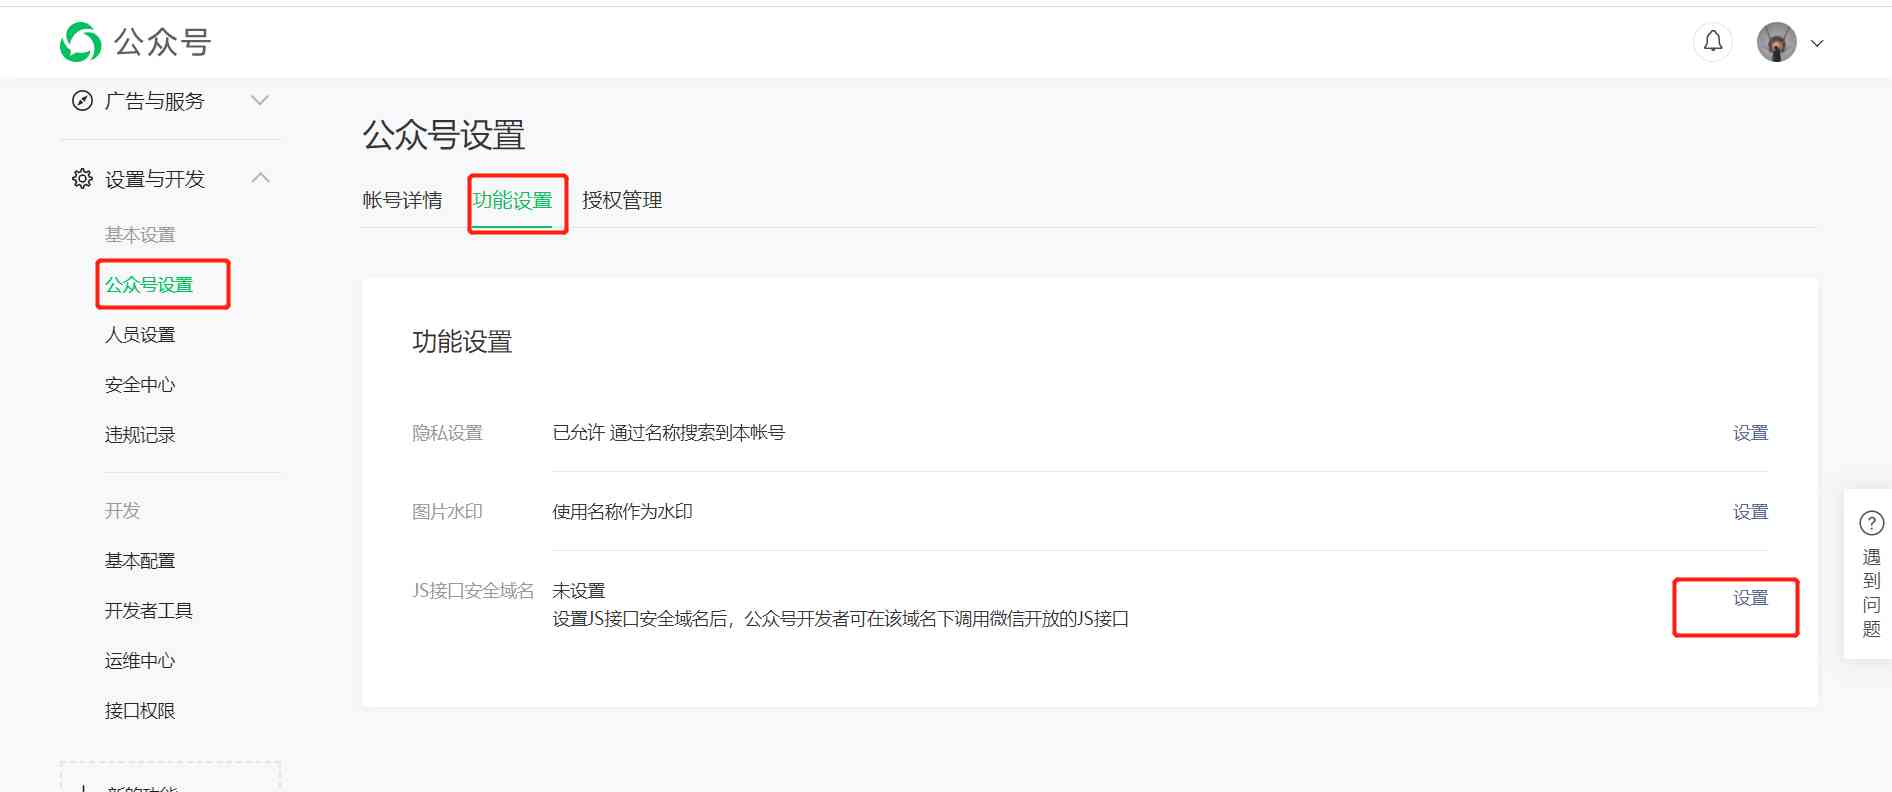 公众号
广告与服务
设置与开发
基本设置
公众号设置
人员设置
安全中心
违规记录
开发
基本配置
开发者工具
运维中心
接口权限
新的功能
公众号设置
帐号详情 功能设置 授权管理
功能设置
隐私设置 已允许 通过名称搜索到本帐号 设置
图片水印 使用名称作为水印 设置
JS接口安全域名 未设置 设置
设置JS接口安全域名后，公众号开发者可在该域名下调用微信开放的JS接口
遇到问题